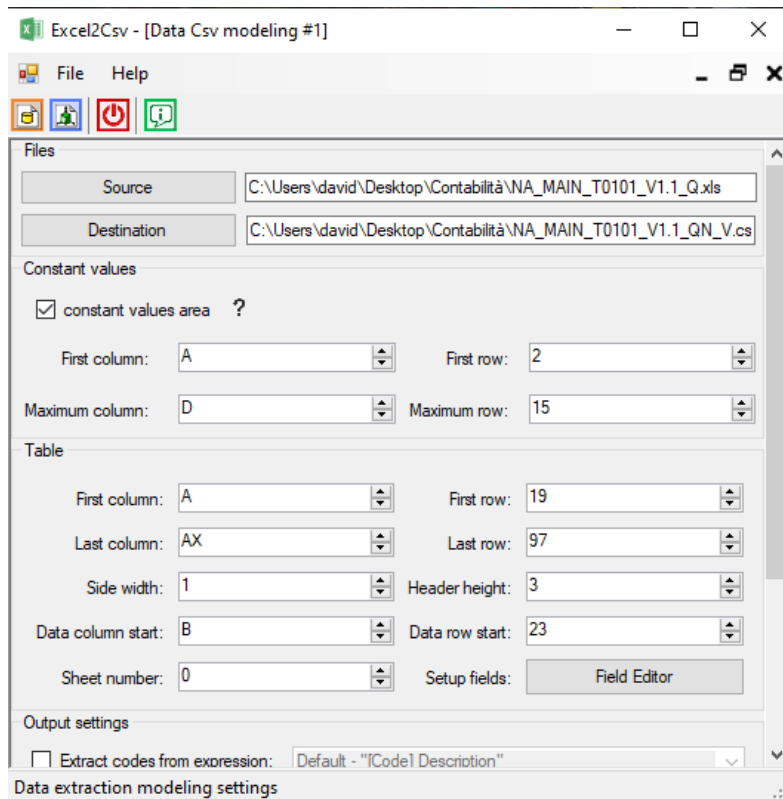 Excel2Csv - [Data Csv modeling #1]
File Help
Files
Source C:\Users\david\Desktop\Contabilità\NA_MAIN_T0101_V1.1_Q.xls
Destination C:\Users\david\Desktop\Contabilità\NA_MAIN_T0101_V1.1_QN_V.cs
Constant values
constant values area ?
First column: A First row: 2
Maximum column: D Maximum row: 15
Table
First column: A First row: 19
Last column: AX Last row: 97
Side width: 1 Header height: 3
Data column start: B Data row start: 23
Sheet number: 0 Setup fields: Field Editor
Output settings
Extract codes from expression: Default - "[Code] Description"
Data extraction modeling settings